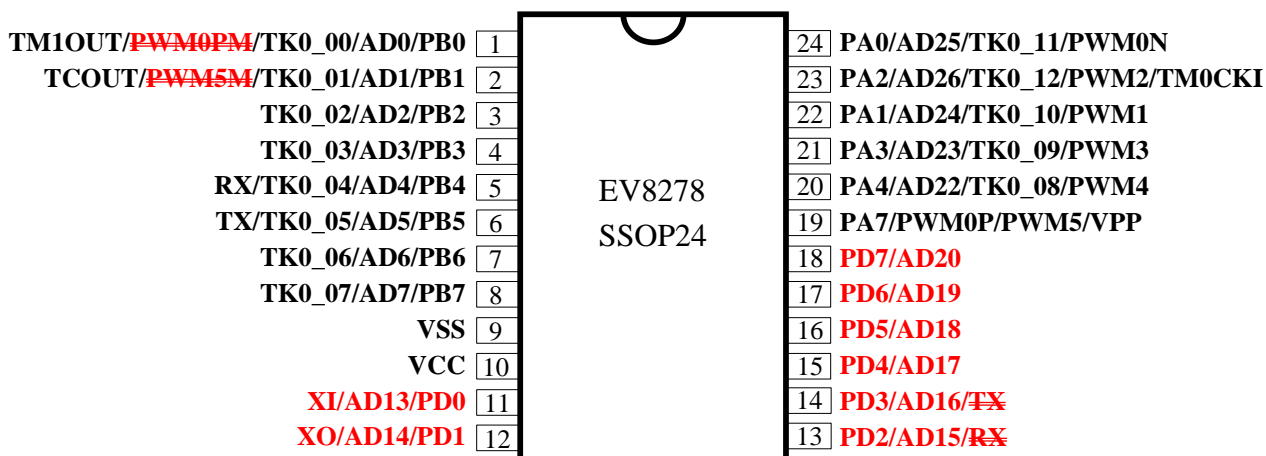 TM1OUT/PWM0PM/TK0_00/AD0/PB0 1
TCOUT/PWM5M/TK0_01/AD1/PB1 2
TK0_02/AD2/PB2 3
TK0_03/AD3/PB3 4
RX/TK0_04/AD4/PB4 5
TX/TK0_05/AD5/PB5 6
TK0_06/AD6/PB6 7
TK0_07/AD7/PB7 8
VSS 9
VCC 10
XI/AD13/PD0 11
XO/AD14/PD1 12
EV8278
SSOP24
24 PA0/AD25/TK0_11/PWM0N
23 PA2/AD26/TK0_12/PWM2/TM0CKI
22 PA1/AD24/TK0_10/PWM1
21 PA3/AD23/TK0_09/PWM3
20 PA4/AD22/TK0_08/PWM4
19 PA7/PWM0P/PWM5/VPP
18 PD7/AD20
17 PD6/AD19
16 PD5/AD18
15 PD4/AD17
14 PD3/AD16/TX
13 PD2/AD15/RX